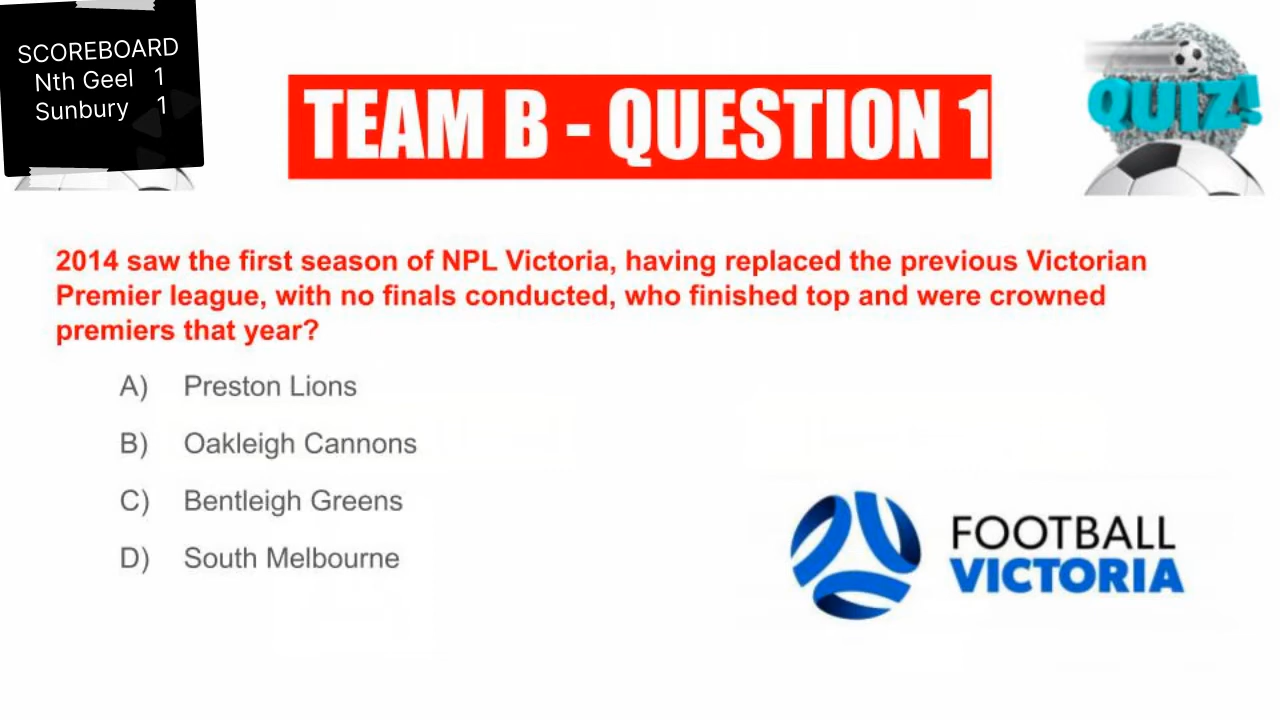 SCOREBOARD
Nth Geel 1
Sunbury 1
TEAM B - QUESTION 1
QUIZ!
2014 saw the first season of NPL Victoria, having replaced the previous Victorian
Premier league, with no finals conducted, who finished top and were crowned
premiers that year?
A) Preston Lions
B) Oakleigh Cannons
C) Bentleigh Greens
D) South Melbourne
FOOTBALL
VICTORIA